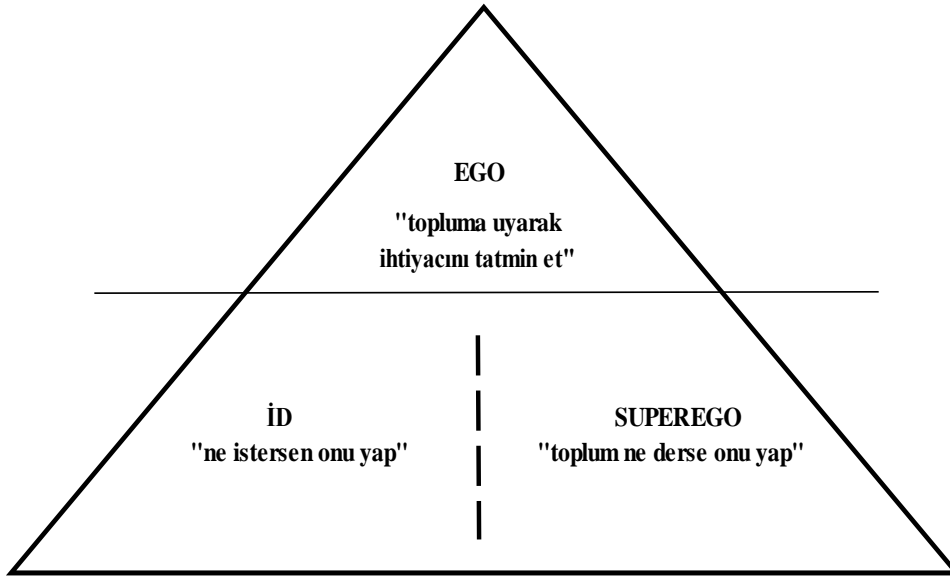 EGO
"topluma uyarak
ihtiyacını tatmin et"
İD
"ne istersen onu yap"
SUPEREGO
"toplum ne derse onu yap"